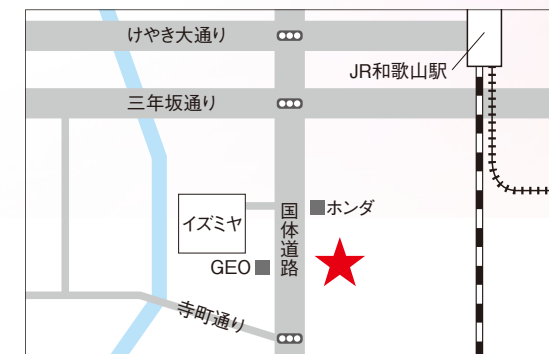 けやき大通り
JR和歌山駅
三年坂通り
イズミヤ
国体道路
ホンダ
GEO
寺町通り